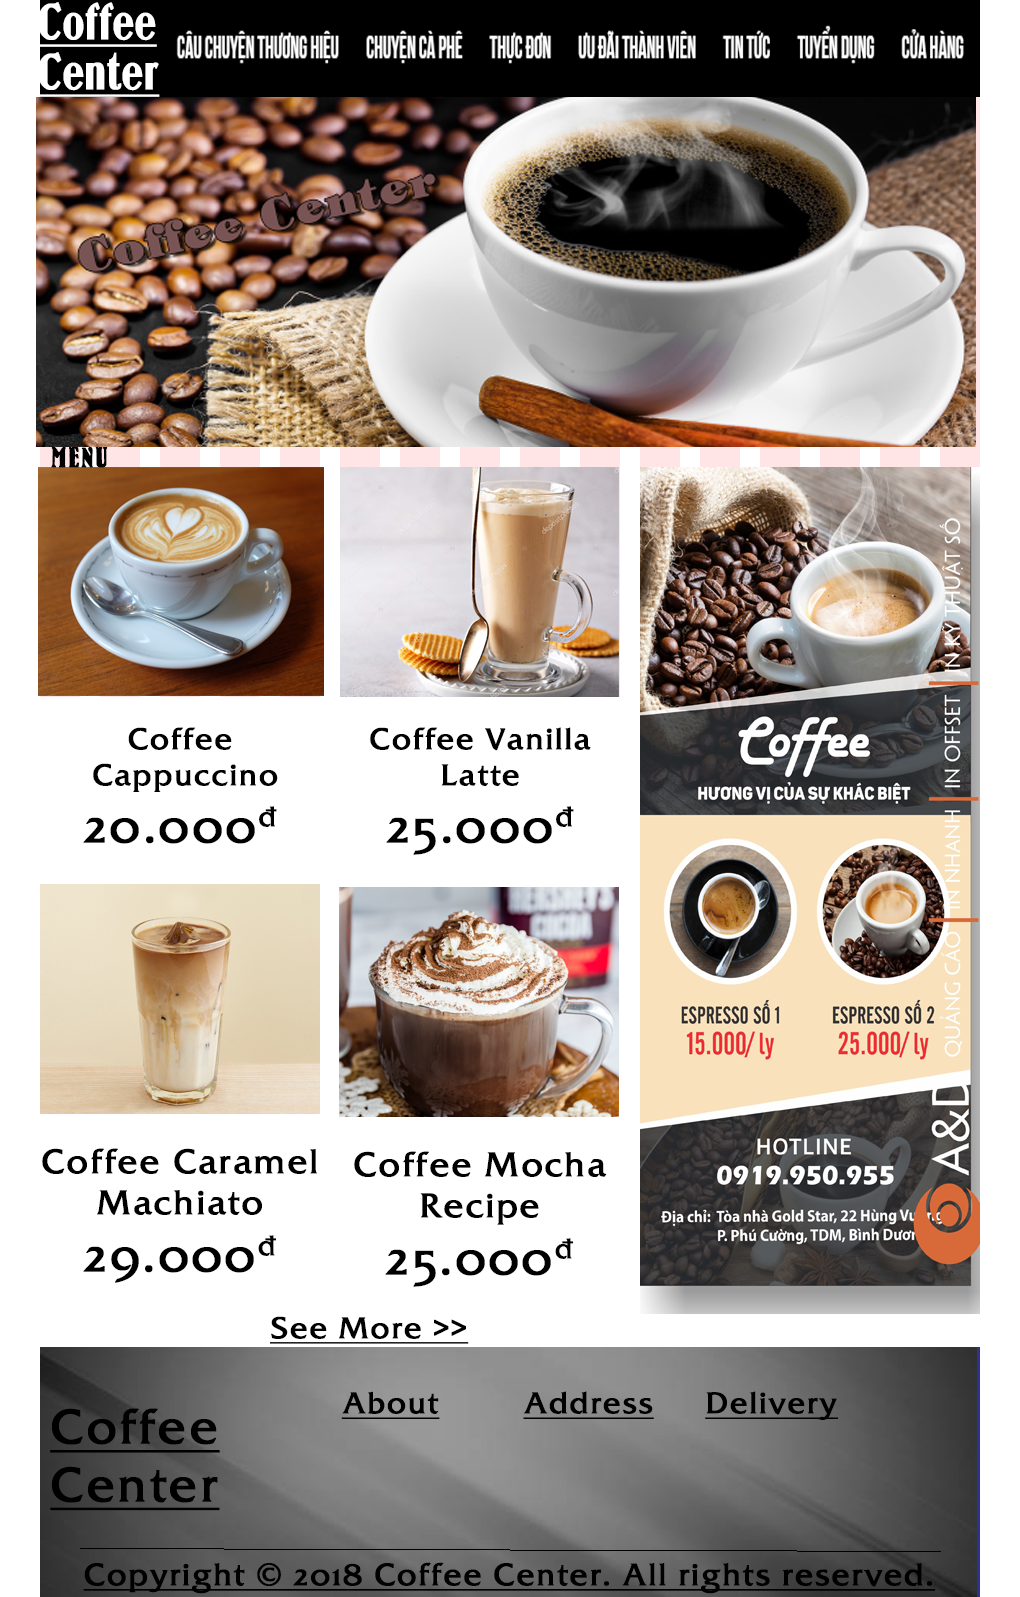 Coffee
Center
CÂU CHUYỆN THƯƠNG HIỆU CHUYỆN CÀ PHÊ THỰC ĐƠN ƯU ĐÃI THÀNH VIÊN TIN TỨC TUYỂN DỤNG CỬA HÀNG
Coffee Center
MENU
Coffee
Cappuccino
20.000đ
Coffee Vanilla
Latte
25.000đ
HERSHEY'S
COCOA
Coffee Caramel
Machiato
29.000đ
Coffee Mocha
Recipe
25.000đ
Coffee
HƯƠNG VỊ CỦA SỰ KHÁC BIỆT
ESPRESSO SỐ 1
15.000/ ly
ESPRESSO SỐ 2
25.000/ ly
HOTLINE
0919.950.955
Địa chỉ: Tòa nhà Gold Star, 22 Hùng Vương
P. Phú Cường, TDM, Bình Dươn
A&D
QUẢNG CÁO | IN NHANH | IN OFFSET | IN KỸ THUẬT SỐ
See More >>
Coffee
Center
About
Address
Delivery
Copyright © 2018 Coffee Center. All rights reserved.